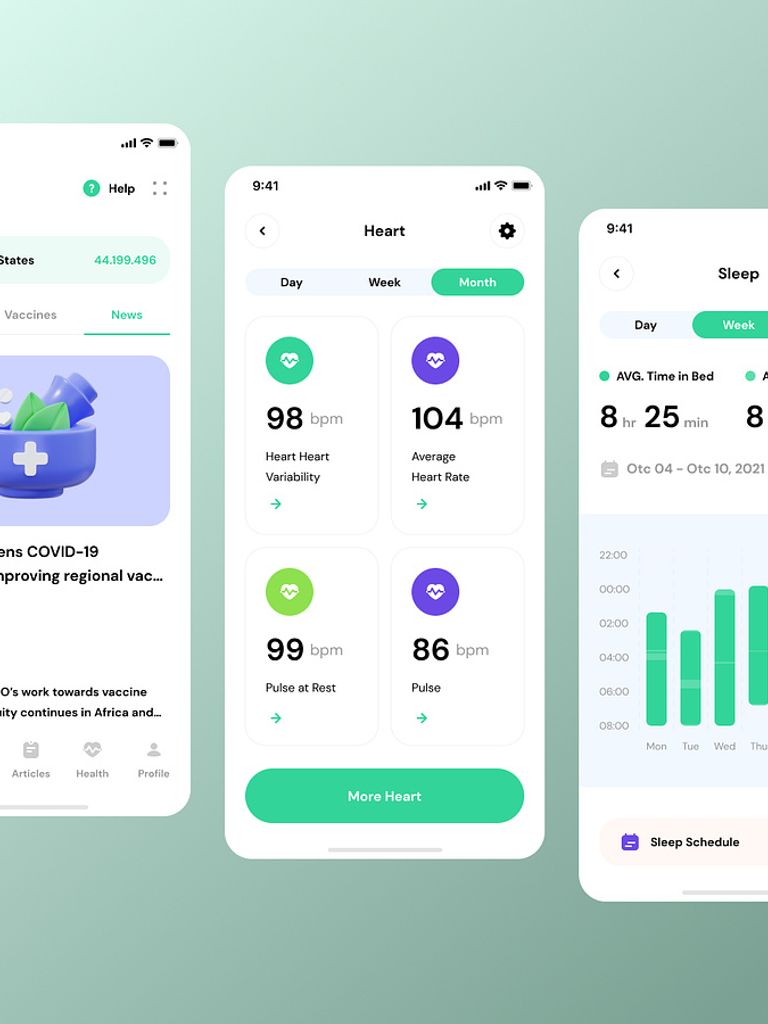 ? Help
States 44.199.496
Vaccines News
ens COVID-19
mproving regional vac...
O's work towards vaccine
uity continues in Africa and...
Articles Health Profile
9:41
Heart
Day Week Month
98 bpm
Heart Heart
Variability
104 bpm
Average
Heart Rate
99 bpm
Pulse at Rest
86 bpm
Pulse
More Heart
9:41
Sleep
Day Week
AVG. Time in Bed
8 hr 25 min 8
Otc 04 - Otc 10, 2021
22:00
00:00
02:00
04:00
06:00
08:00
Mon Tue Wed Thu
Sleep Schedule